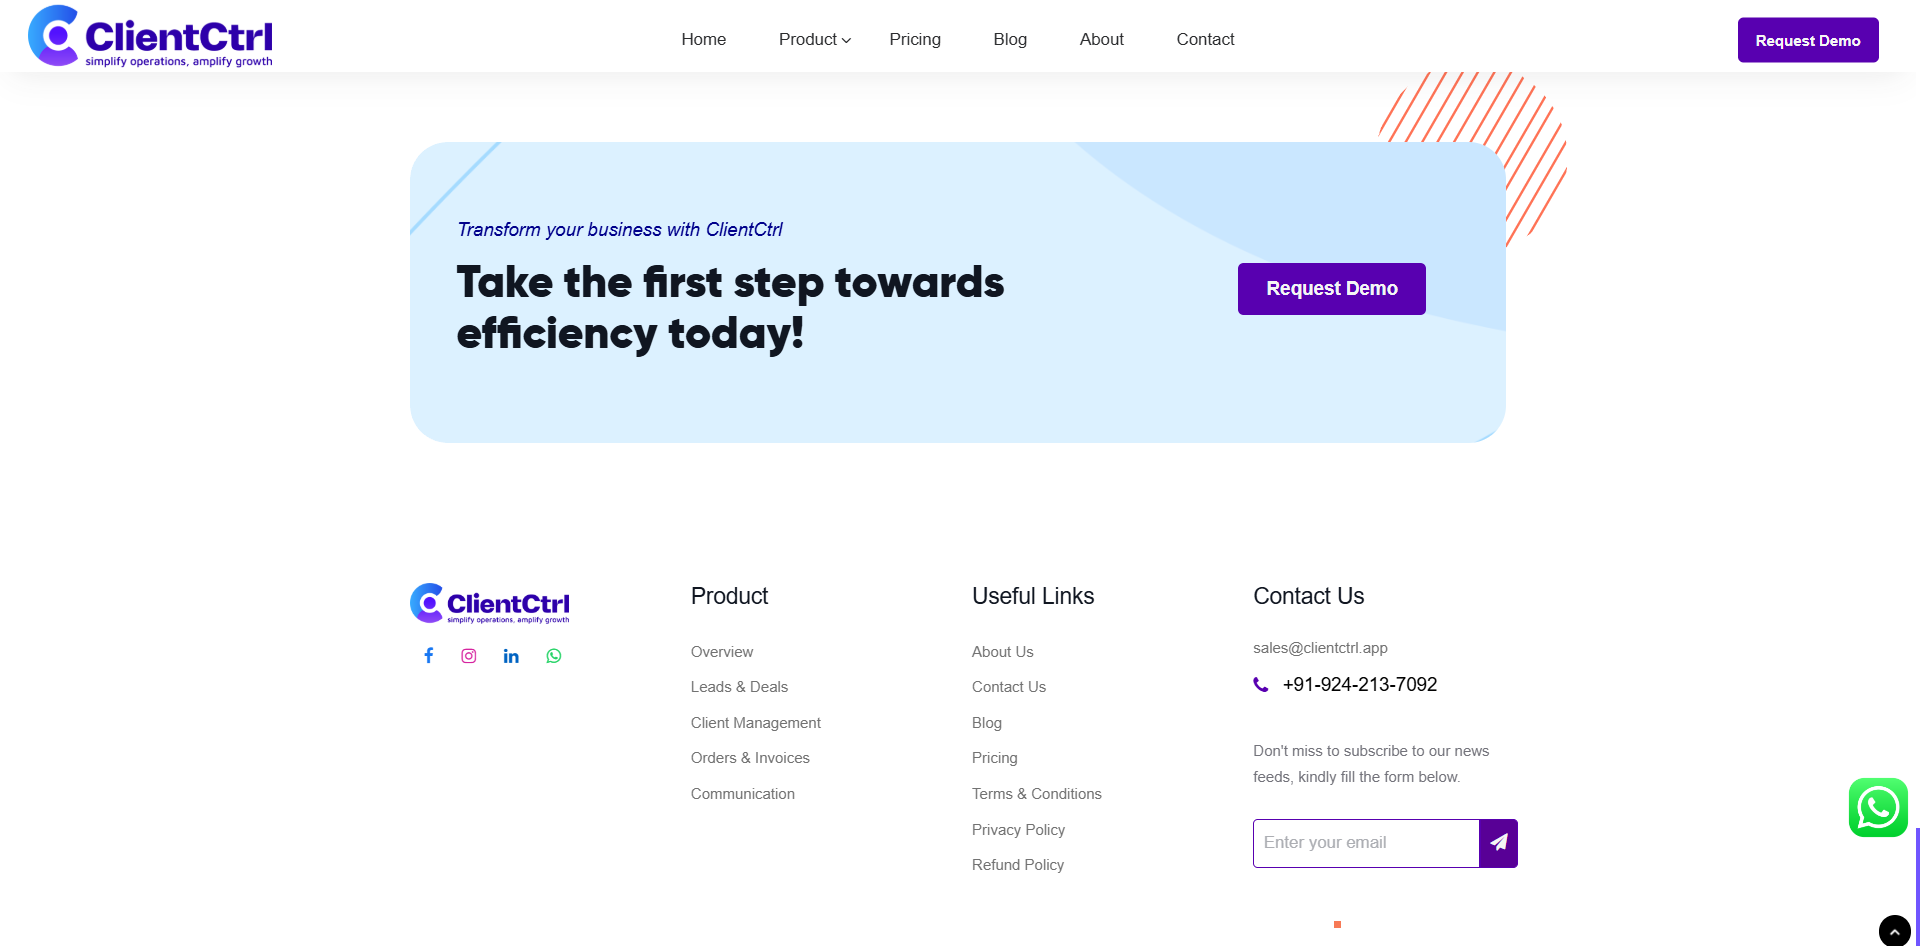 ClientCtrl
simplify operations, amplify growth
Home
Product
Pricing
Blog
About
Contact
Request Demo
Transform your business with ClientCtrl
Take the first step towards
efficiency today!
Request Demo
ClientCtrl
simplify operations, amplify growth
Product
Overview
Leads & Deals
Client Management
Orders & Invoices
Communication
Useful Links
About Us
Contact Us
Blog
Pricing
Terms & Conditions
Privacy Policy
Refund Policy
Contact Us
sales@clientctrl.app
+91-924-213-7092
Don't miss to subscribe to our news
feeds, kindly fill the form below.
Enter your email